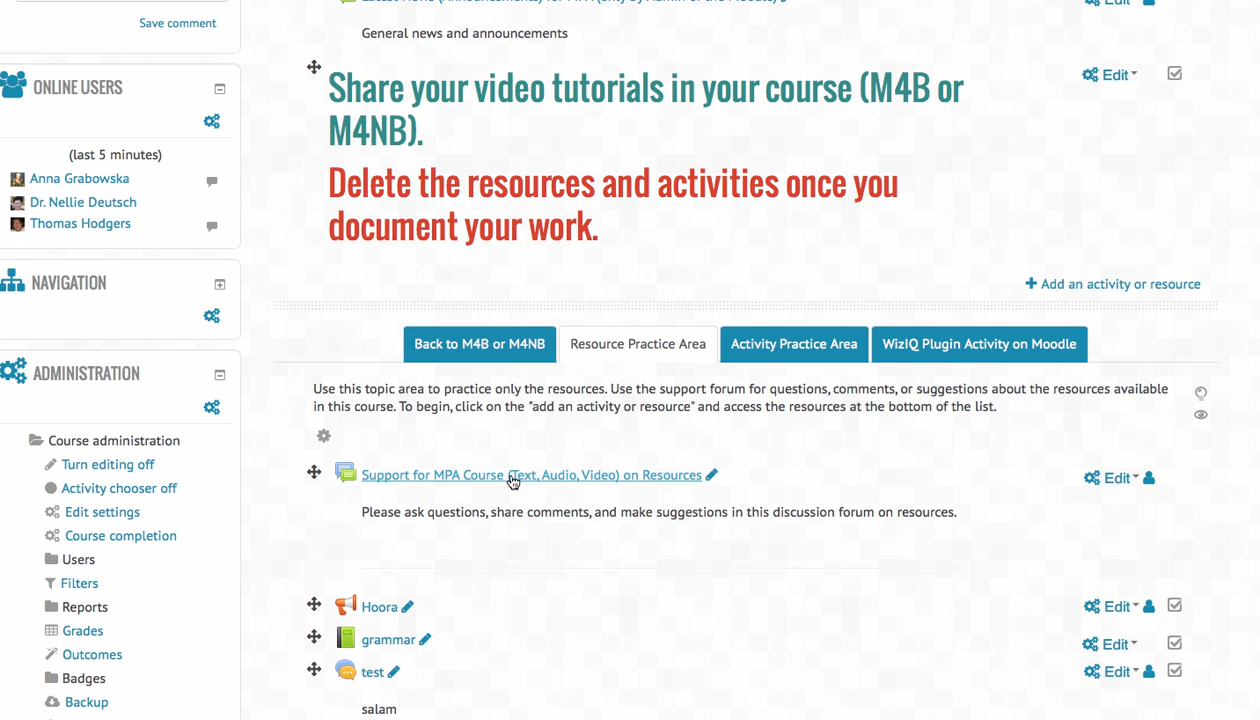 Save comment
General news and announcements
ONLINE USERS
(last 5 minutes)
Anna Grabowska
Dr. Nellie Deutsch
Thomas Hodgers
NAVIGATION
ADMINISTRATION
Course administration
Turn editing off
Activity chooser off
Edit settings
Course completion
Users
Filters
Reports
Grades
Outcomes
Badges
Backup
Share your video tutorials in your course (M4B or
M4NB).
Edit
Delete the resources and activities once you
document your work.
Add an activity or resource
Back to M4B or M4NB
Resource Practice Area
Activity Practice Area
WizIQ Plugin Activity on Moodle
Use this topic area to practice only the resources. Use the support forum for questions, comments, or suggestions about the resources available
in this course. To begin, click on the "add an activity or resource" and access the resources at the bottom of the list.
Support for MPA Course (Text, Audio, Video) on Resources
Edit
Please ask questions, share comments, and make suggestions in this discussion forum on resources.
Hoora
Edit
grammar
Edit
test
Edit
salam